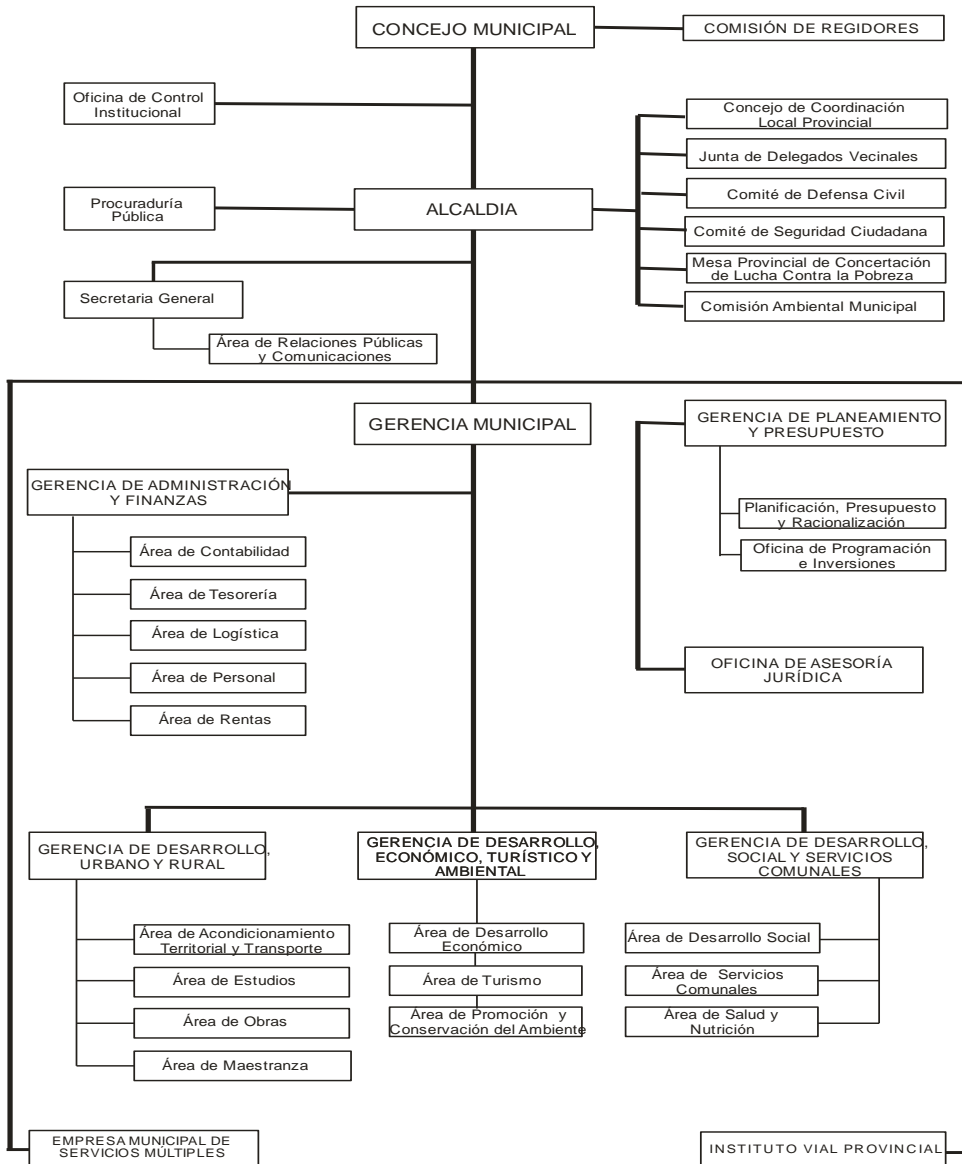 CONCEJO MUNICIPAL
COMISIÓN DE REGIDORES
Oficina de Control
Institucional
Concejo de Coordinación
Local Provincial
Junta de Delegados Vecinales
Procuraduría
Pública
ALCALDIA
Comité de Defensa Civil
Comité de Seguridad Ciudadana
Mesa Provincial de Concertación
de Lucha Contra la Pobreza
Comisión Ambiental Municipal
Secretaria General
Área de Relaciones Públicas
y Comunicaciones
GERENCIA MUNICIPAL
GERENCIA DE PLANEAMIENTO
Y PRESUPUESTO
GERENCIA DE ADMINISTRACIÓN
Y FINANZAS
Planificación, Presupuesto
y Racionalización
Oficina de Programación
e Inversiones
Área de Contabilidad
Área de Tesorería
Área de Logística
Área de Personal
Área de Rentas
OFICINA DE ASESORÍA
JURÍDICA
GERENCIA DE DESARROLLO,
URBANO Y RURAL
GERENCIA DE DESARROLLO,
ECONÓMICO, TURÍSTICO Y
AMBIENTAL
GERENCIA DE DESARROLLO,
SOCIAL Y SERVICIOS
COMUNALES
Área de Acondicionamiento
Territorial y Transporte
Área de Estudios
Área de Obras
Área de Maestranza
Área de Desarrollo
Económico
Área de Turismo
Área de Promoción y
Conservación del Ambiente
Área de Desarrollo Social
Área de Servicios
Comunales
Área de Salud y
Nutrición
EMPRESA MUNICIPAL DE
SERVICIOS MÚLTIPLES
INSTITUTO VIAL PROVINCIAL